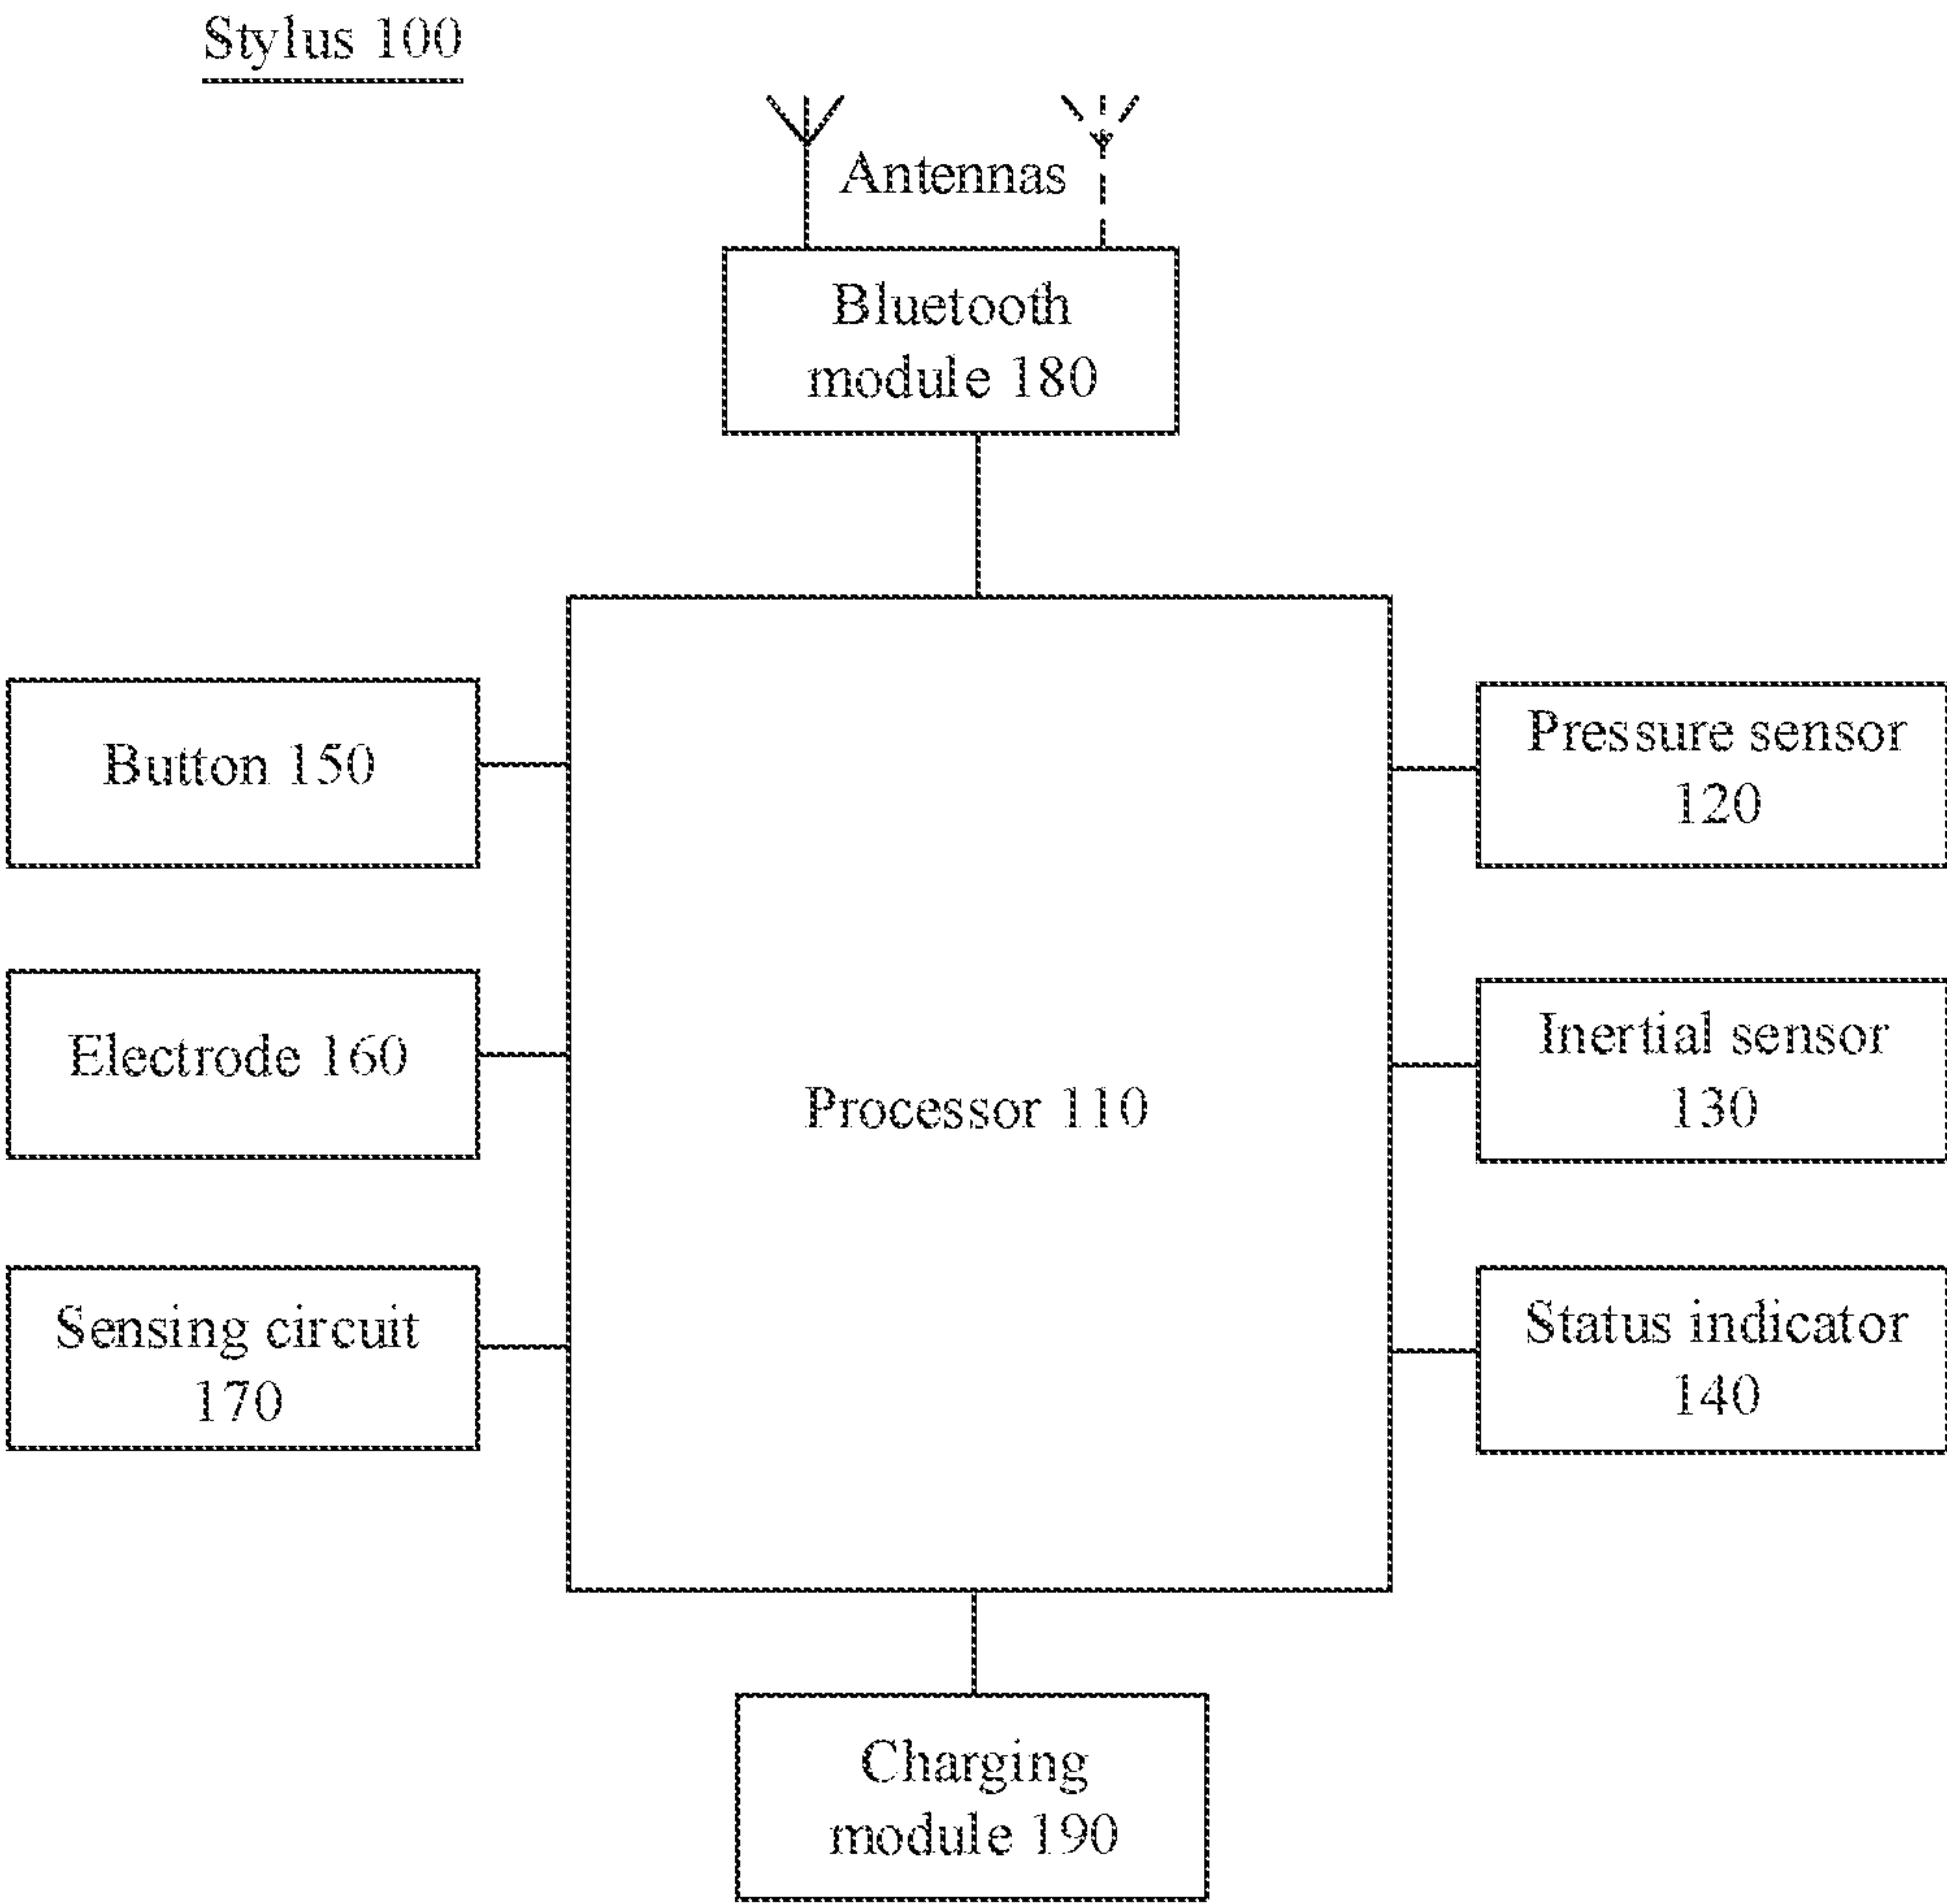 Stylus 100
Antennas
Bluetooth
module 180
Button 150
Pressure sensor
120
Electrode 160
Processor 110
Inertial sensor
130
Sensing circuit
170
Status indicator
140
Charging
module 190